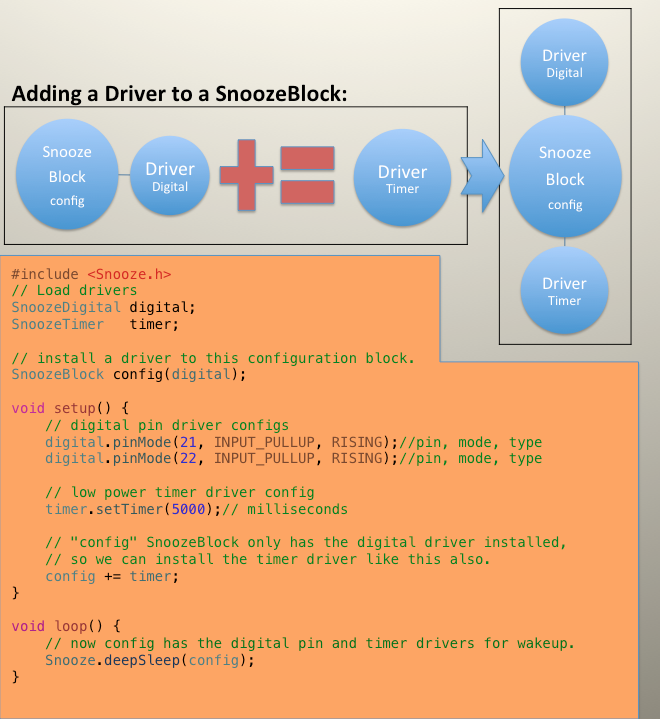 Adding a Driver to a SnoozeBlock:
Snooze
Block
config
Driver
Digital
Driver
Timer
Driver
Digital
Snooze
Block
config
Driver
Timer
#include <Snooze.h>
// Load drivers
SnoozeDigital digital;
SnoozeTimer   timer;
// install a driver to this configuration block.
SnoozeBlock config(digital);
void setup() {
    // digital pin driver configs
    digital.pinMode(21, INPUT_PULLUP, RISING);//pin, mode, type
    digital.pinMode(22, INPUT_PULLUP, RISING);//pin, mode, type
    // low power timer driver config
    timer.setTimer(5000);// milliseconds
    // "config" SnoozeBlock only has the digital driver installed,
    // so we can install the timer driver like this also.
    config += timer;
}
void loop() {
    // now config has the digital pin and timer drivers for wakeup.
    Snooze.deepSleep(config);
}